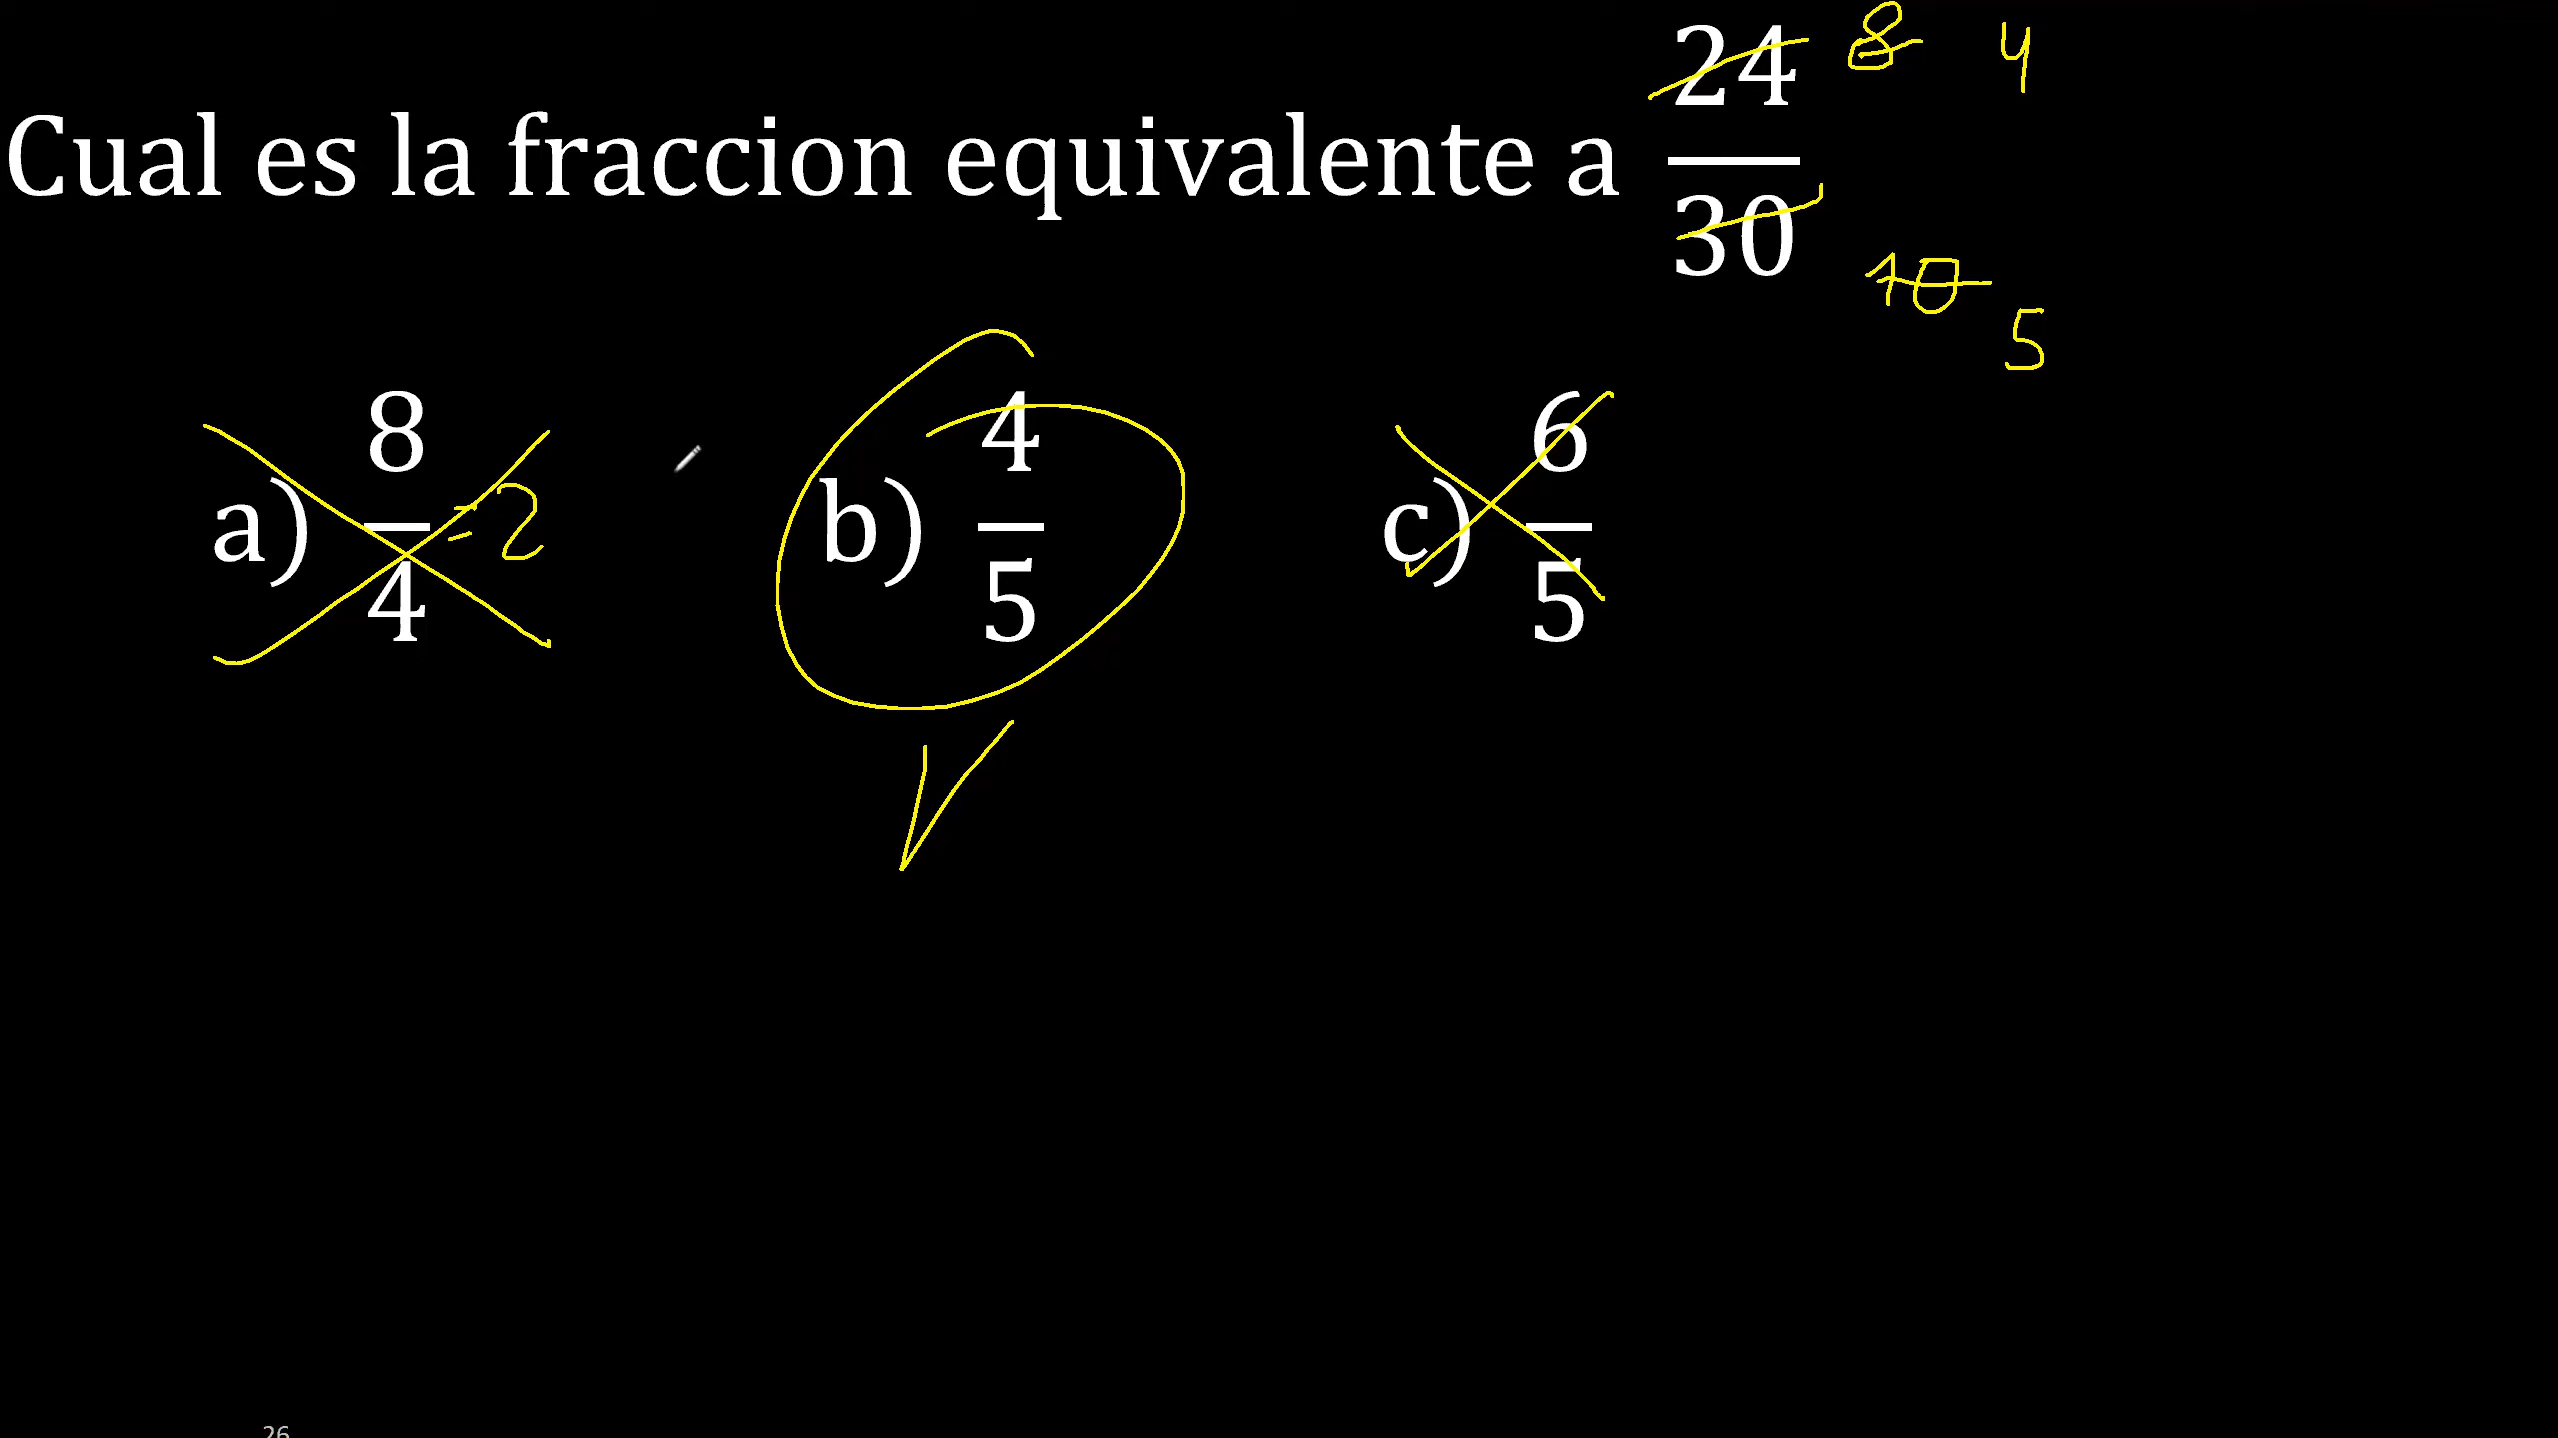 Cual es la fraccion equivalente a 24/30 8 4
10 5
a) 8/4 =2 b) 4/5 c) 6/5
26